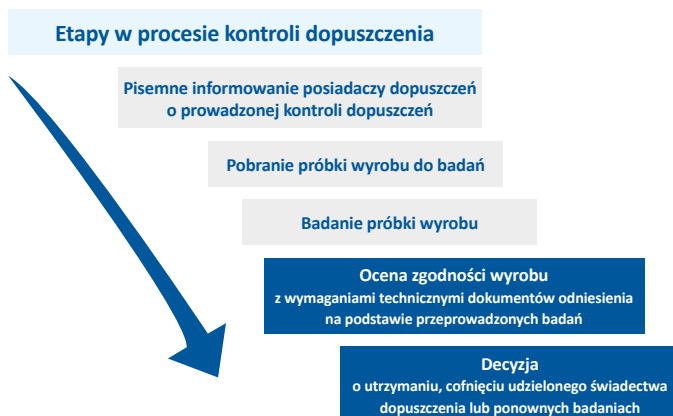 Etapy w procesie kontroli dopuszczenia
Pisemne informowanie posiadaczy dopuszczeń
o prowadzonej kontroli dopuszczeń
Pobranie próbki wyrobu do badań
Badanie próbki wyrobu
Ocena zgodności wyrobu
z wymaganiami technicznymi dokumentów odniesienia
na podstawie przeprowadzonych badań
Decyzja
o utrzymaniu, cofnięciu udzielonego świadectwa
dopuszczenia lub ponownych badaniach